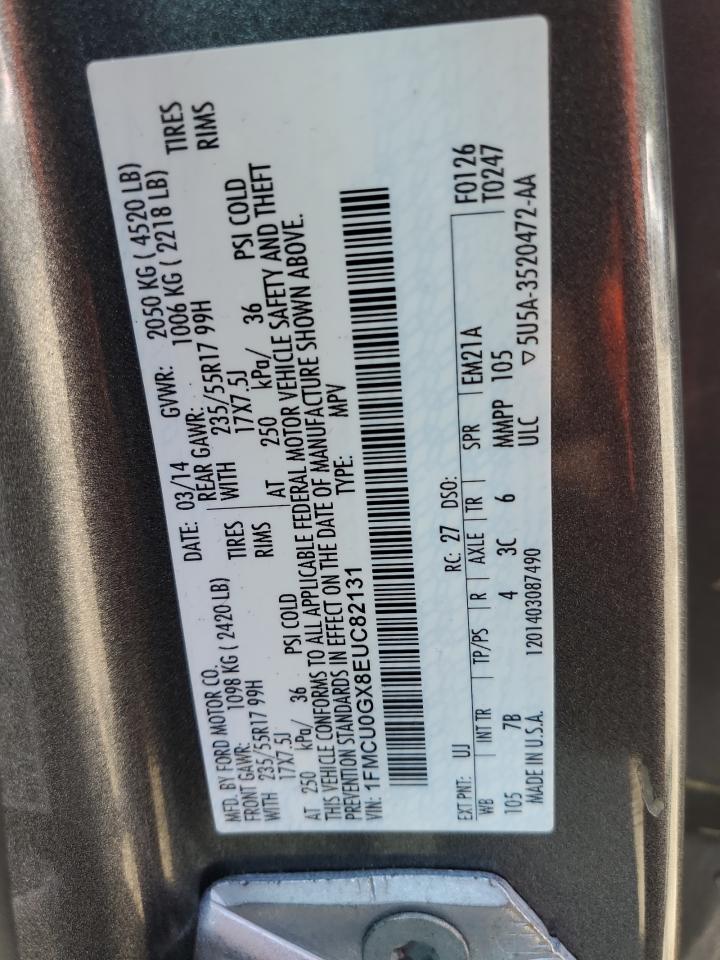 MFD. BY FORD MOTOR CO. DATE: 03/14 GVWR: 2050 KG ( 4520 LB)
FRONT GAWR: 1098 KG ( 2420 LB) REAR GAWR: 1006 KG ( 2218 LB)
WITH 235/55R17 99H TIRES WITH 235/55R17 99H TIRES
17X7.5J RIMS 17X7.5J RIMS
AT 250 kPa/ 36 PSI COLD AT 250 kPa/ 36 PSI COLD
THIS VEHICLE CONFORMS TO ALL APPLICABLE FEDERAL MOTOR VEHICLE SAFETY AND THEFT
PREVENTION STANDARDS IN EFFECT ON THE DATE OF MANUFACTURE SHOWN ABOVE.
VIN: 1FMCU0GX8EUC82131 TYPE: MPV
F0126
T0247
EXT PNT: UJ RC: 27 DSO:
WB INT TR TP/PS R AXLE TR SPR EM21A
105 7B 4 3C 6 MMPP 105
MADE IN U.S.A. 1201403087490 ULC ▽5U5A-3520472-AA